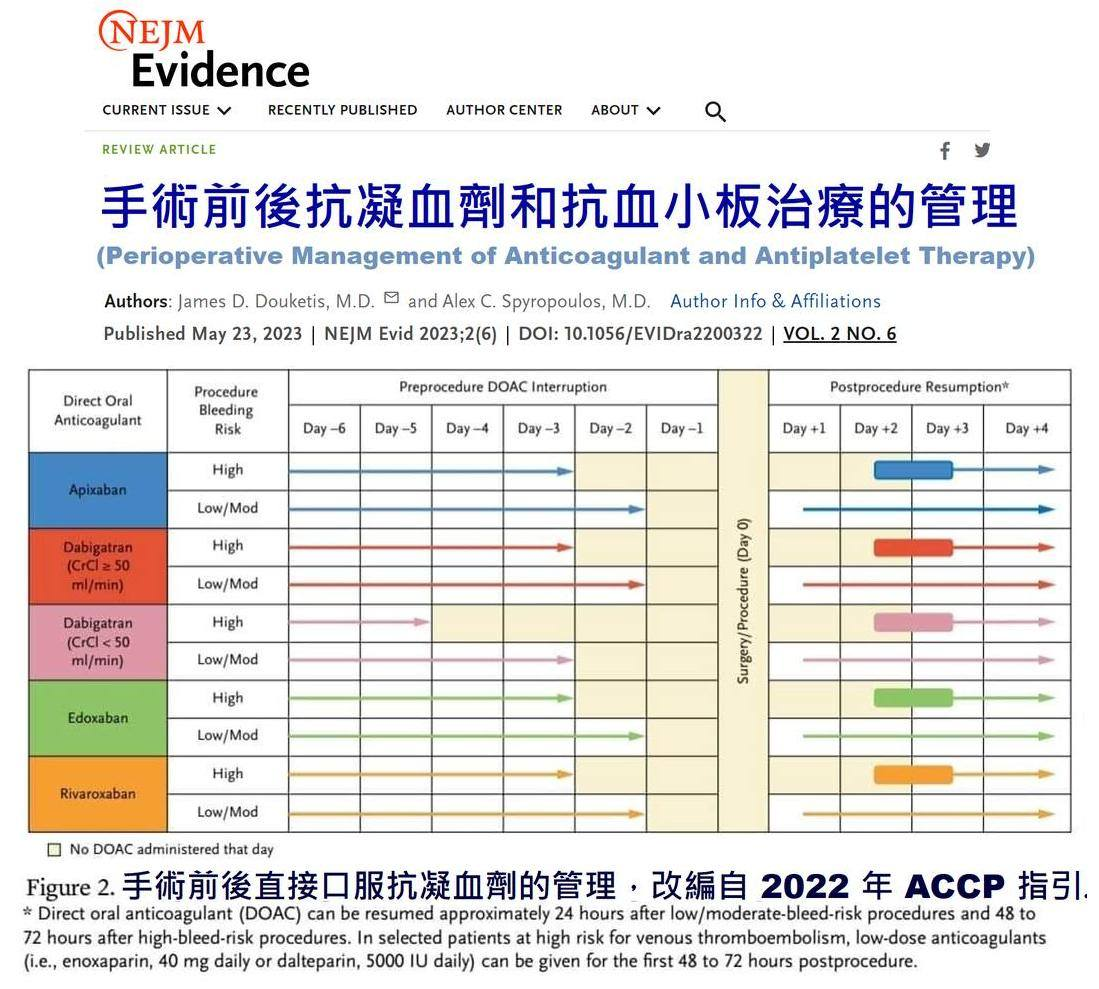 NEJM
Evidence
CURRENT ISSUE RECENTLY PUBLISHED AUTHOR CENTER ABOUT
REVIEW ARTICLE
手術前後抗凝血劑和抗血小板治療的管理
(Perioperative Management of Anticoagulant and Antiplatelet Therapy)
Authors: James D. Douketis, M.D. and Alex C. Spyropoulos, M.D. Author Info & Affiliations
Published May 23, 2023 | NEJM Evid 2023;2(6) | DOI: 10.1056/EVIDra2200322 | VOL. 2 NO. 6
Direct Oral
Anticoagulant
Procedure
Bleeding
Risk
Preprocedure DOAC Interruption
Day –6 Day –5 Day –4 Day –3 Day –2 Day –1
Surgery/Procedure (Day 0)
Postprocedure Resumption*
Day +1 Day +2 Day +3 Day +4
Apixaban
High
Low/Mod
Dabigatran
(CrCl ≥ 50
ml/min)
High
Low/Mod
Dabigatran
(CrCl < 50
ml/min)
High
Low/Mod
Edoxaban
High
Low/Mod
Rivaroxaban
High
Low/Mod
No DOAC administered that day
Figure 2. 手術前後直接口服抗凝血劑的管理，改編自 2022 年 ACCP 指引.
* Direct oral anticoagulant (DOAC) can be resumed approximately 24 hours after low/moderate-bleed-risk procedures and 48 to
72 hours after high-bleed-risk procedures. In selected patients at high risk for venous thromboembolism, low-dose anticoagulants
(i.e., enoxaparin, 40 mg daily or dalteparin, 5000 IU daily) can be given for the first 48 to 72 hours postprocedure.